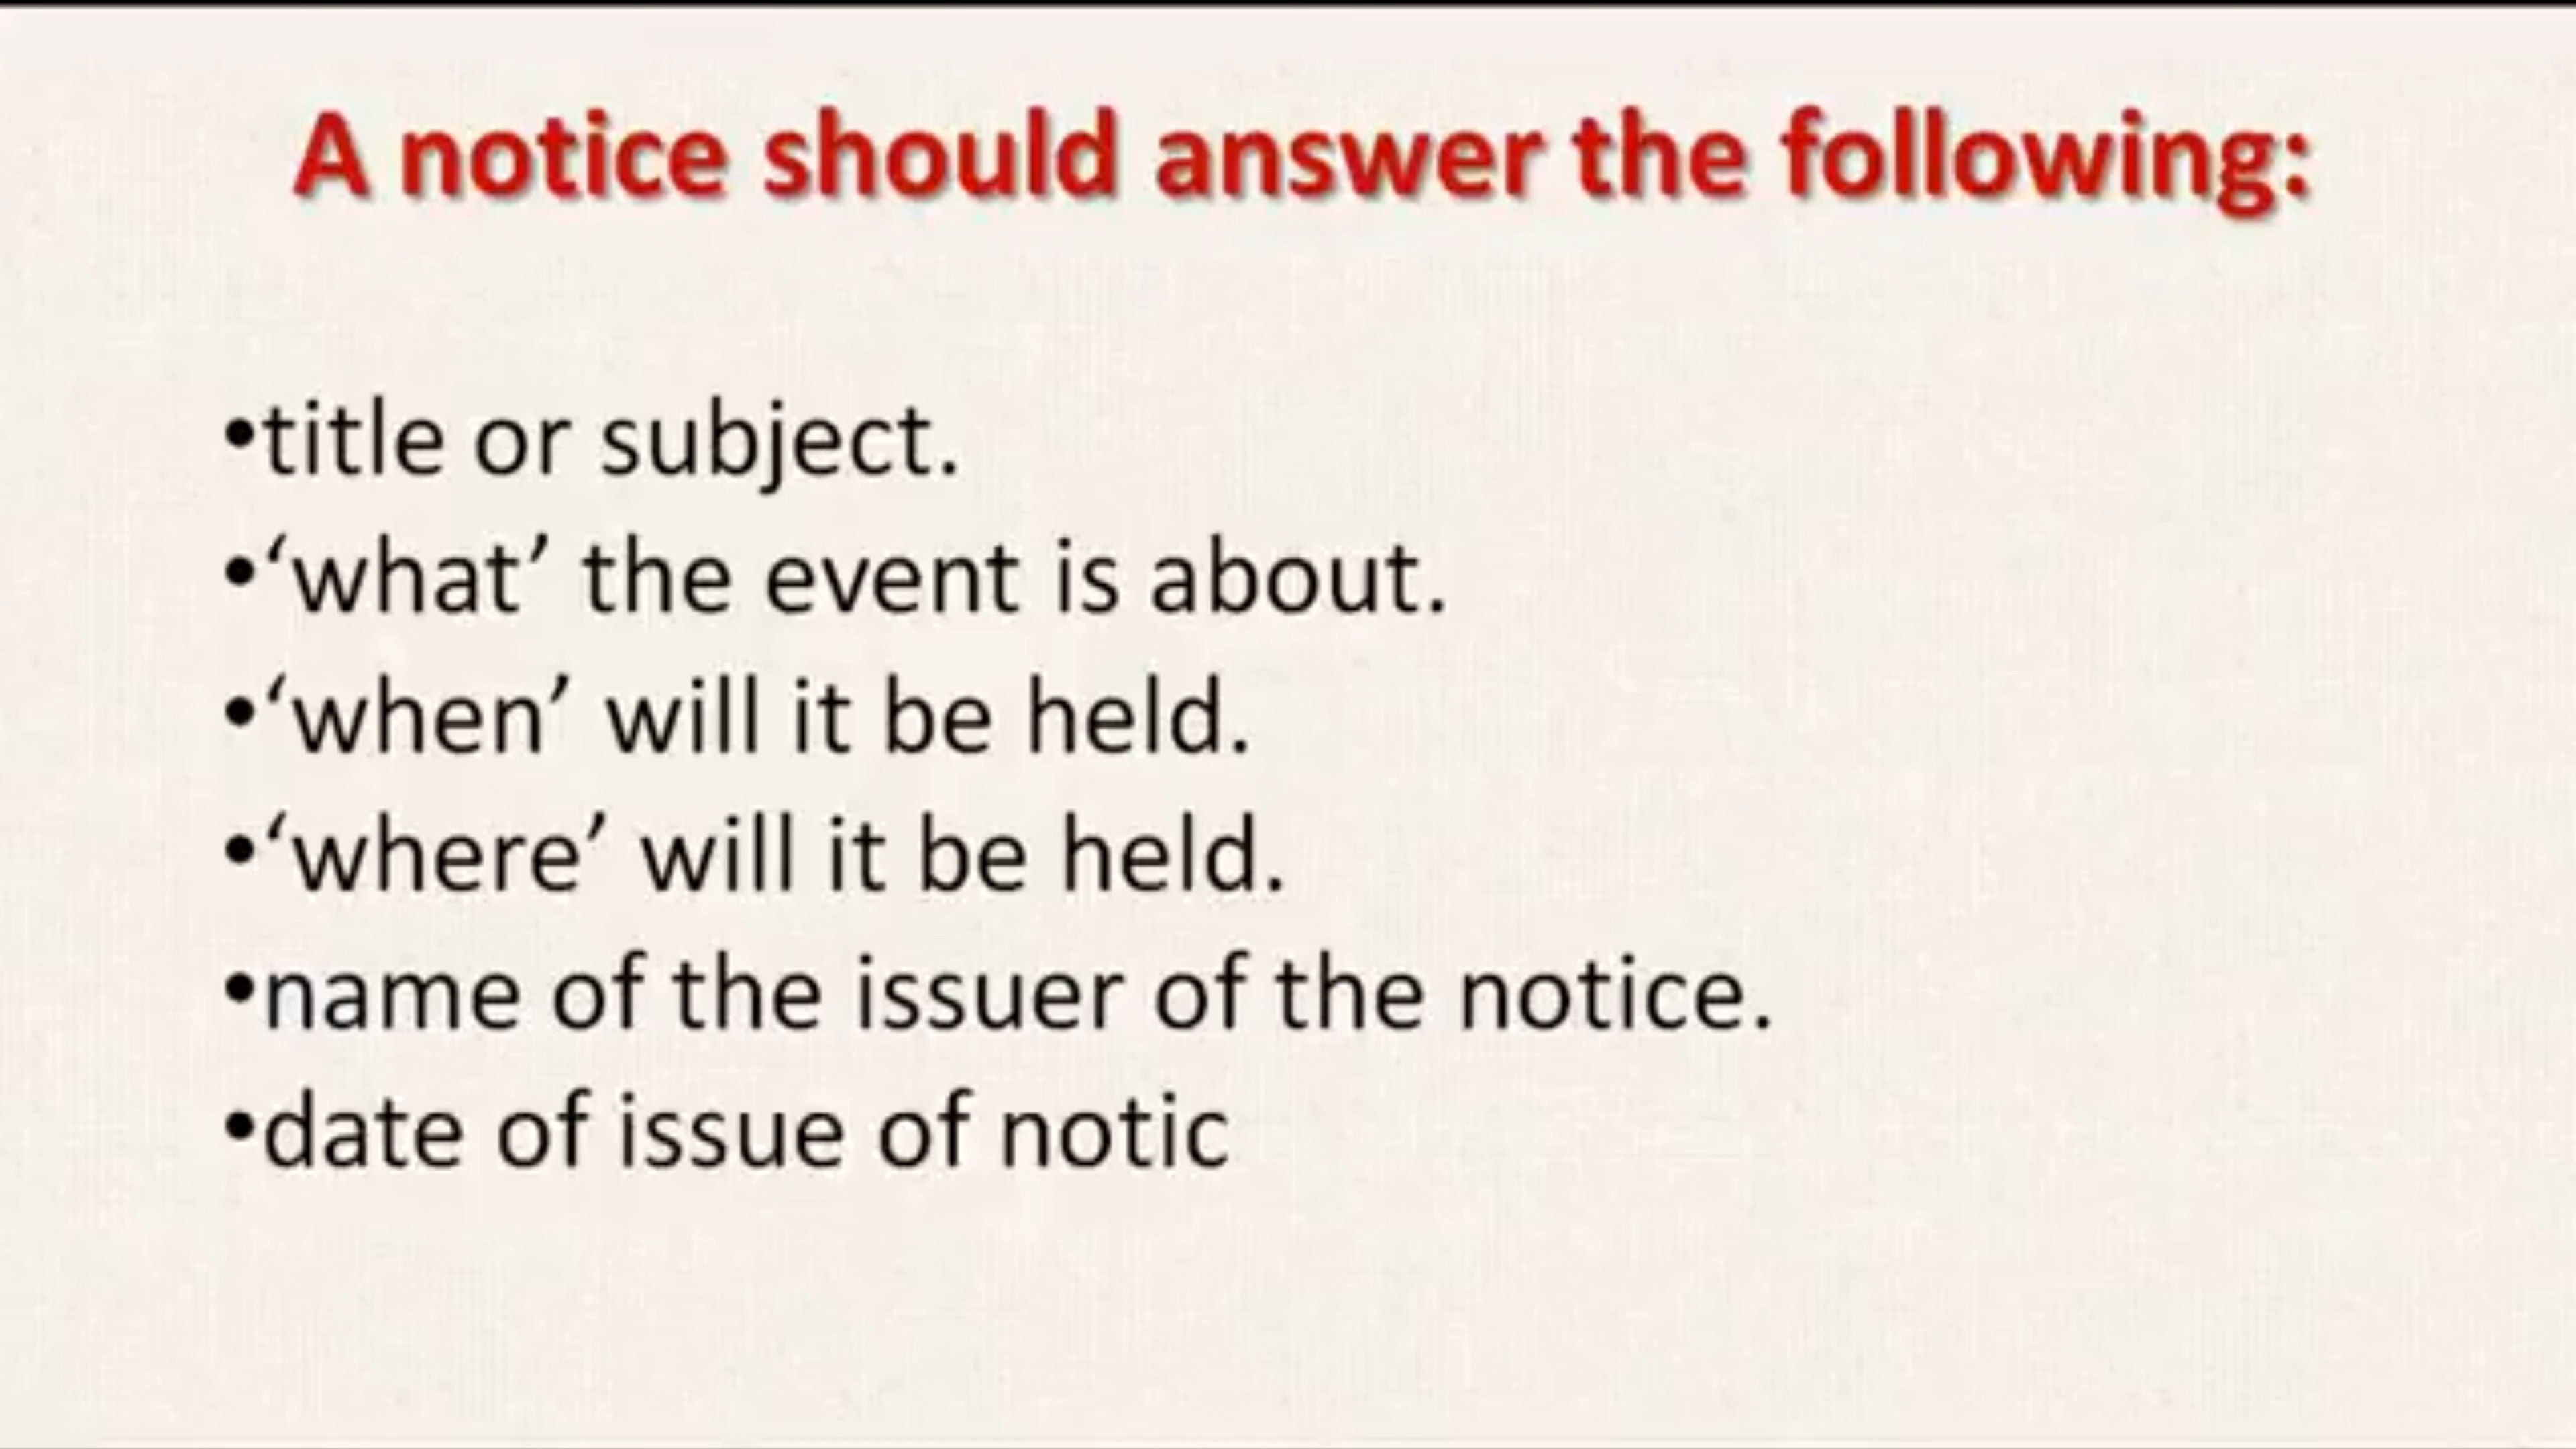 A notice should answer the following:
•title or subject.
•‘what’ the event is about.
•‘when’ will it be held.
•‘where’ will it be held.
•name of the issuer of the notice.
•date of issue of notic